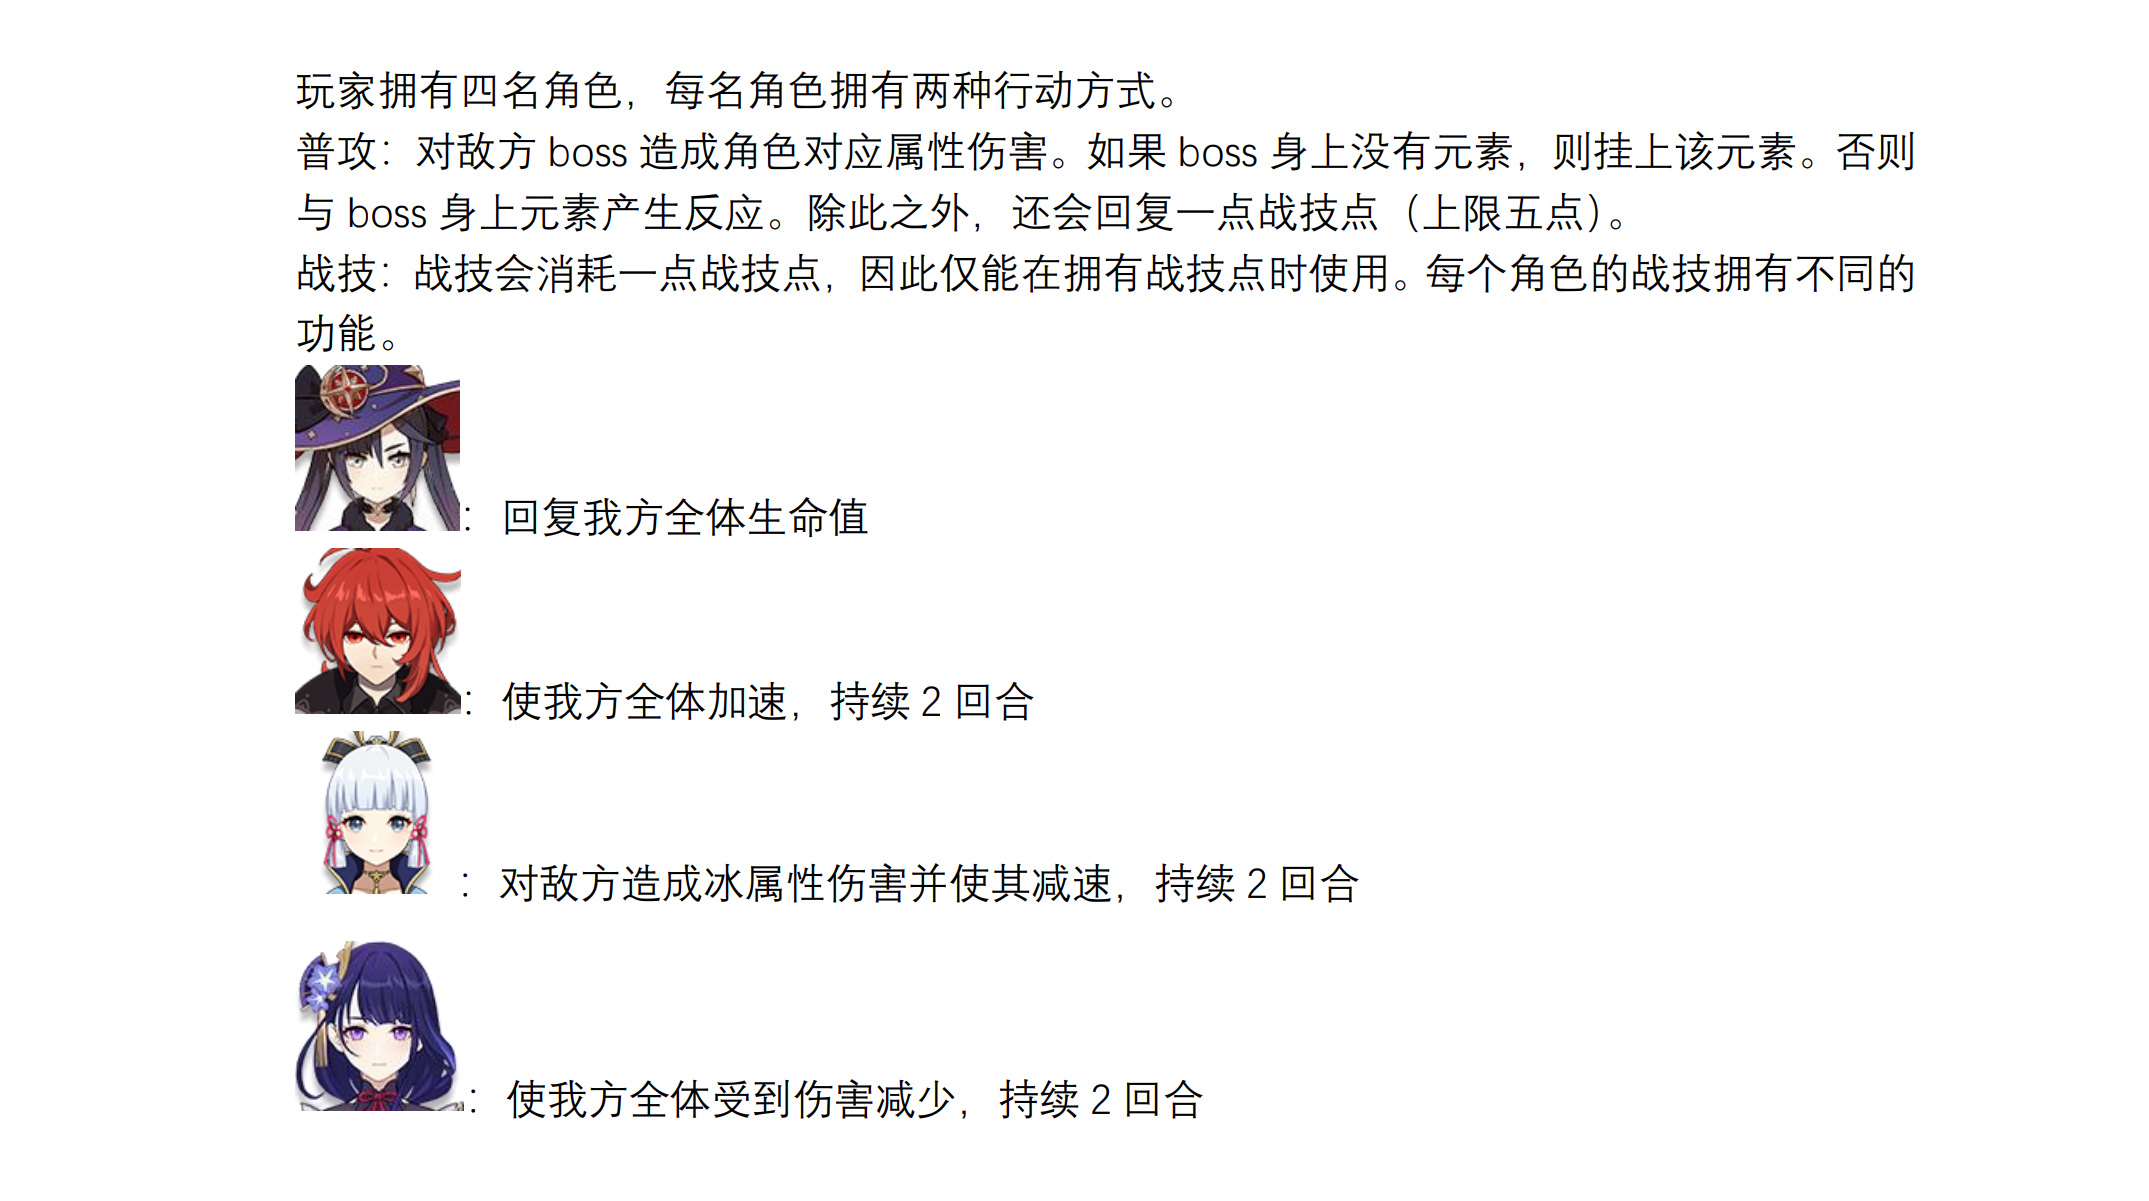 玩家拥有四名角色，每名角色拥有两种行动方式。
普攻：对敌方 boss 造成角色对应属性伤害。如果 boss 身上没有元素，则挂上该元素。否则
与 boss 身上元素产生反应。除此之外，还会回复一点战技点（上限五点）。
战技：战技会消耗一点战技点，因此仅能在拥有战技点时使用。每个角色的战技拥有不同的
功能。
：回复我方全体生命值
：使我方全体加速，持续 2 回合
：对敌方造成冰属性伤害并使其减速，持续 2 回合
：使我方全体受到伤害减少，持续 2 回合